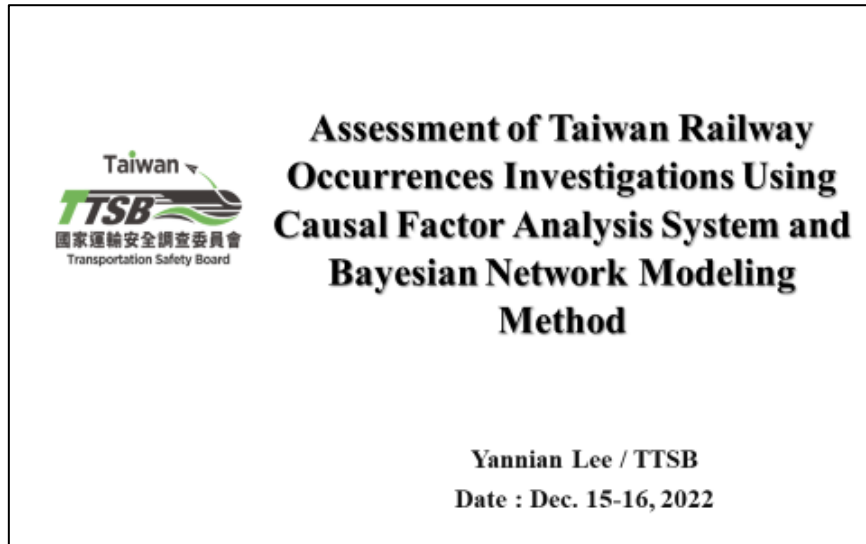 Assessment of Taiwan Railway
Occurrences Investigations Using
Causal Factor Analysis System and
Bayesian Network Modeling
Method
Taiwan
TTSB
國家運輸安全調查委員會
Transportation Safety Board
Yannian Lee / TTSB
Date : Dec. 15-16, 2022